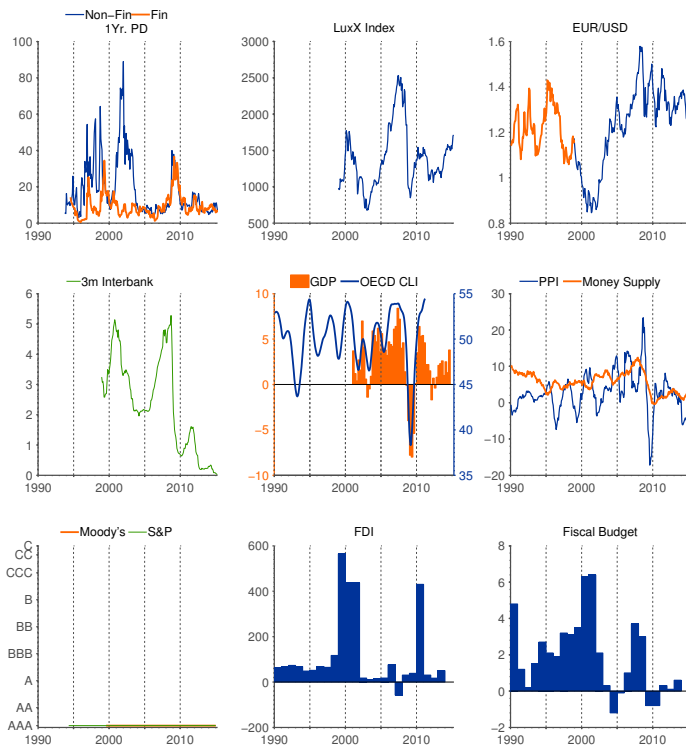 Non-Fin Fin
1Yr. PD
100
80
60
40
20
0
1990 2000 2010
LuxX Index
3000
2500
2000
1500
1000
500
1990 2000 2010
EUR/USD
1.6
1.4
1.2
1
0.8
1990 2000 2010
3m Interbank
6
5
4
3
2
1
0
1990 2000 2010
GDP OECD CLI
10 55
5 50
0 45
−5 40
−10 35
1990 2000 2010
PPI Money Supply
30
20
10
0
−10
−20
1990 2000 2010
Moody's S&P
C
CC
CCC
B
BB
BBB
A
AA
AAA
1990 2000 2010
FDI
600
400
200
0
−200
1990 2000 2010
Fiscal Budget
8
6
4
2
0
−2
1990 2000 2010